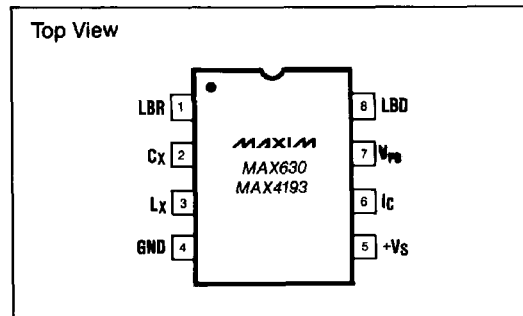 Top View
LBR 1
8 LBD
MAXIM
CX 2
7
MAX630
MAX4193
LX 3
6 IC
GND 4
5 +VS